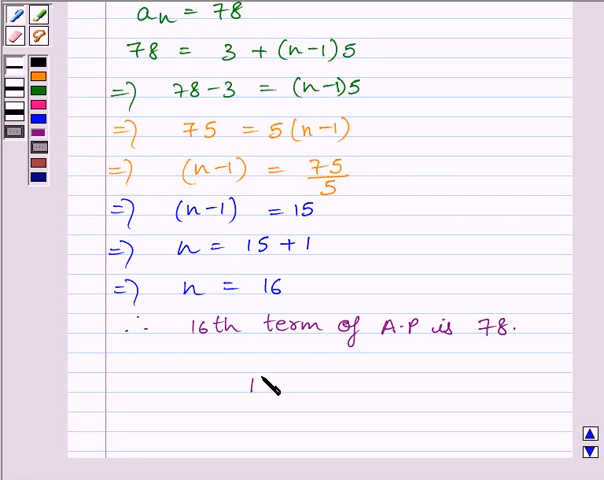 an = 78
78 = 3 + (n-1)5
=) 78-3 = (n-1)5
=) 75 = 5(n-1)
=) (n-1) = 75/5
=) (n-1) = 15
=) n = 15+1
=) n = 16
∴ 16th term of A.P is 78.
1